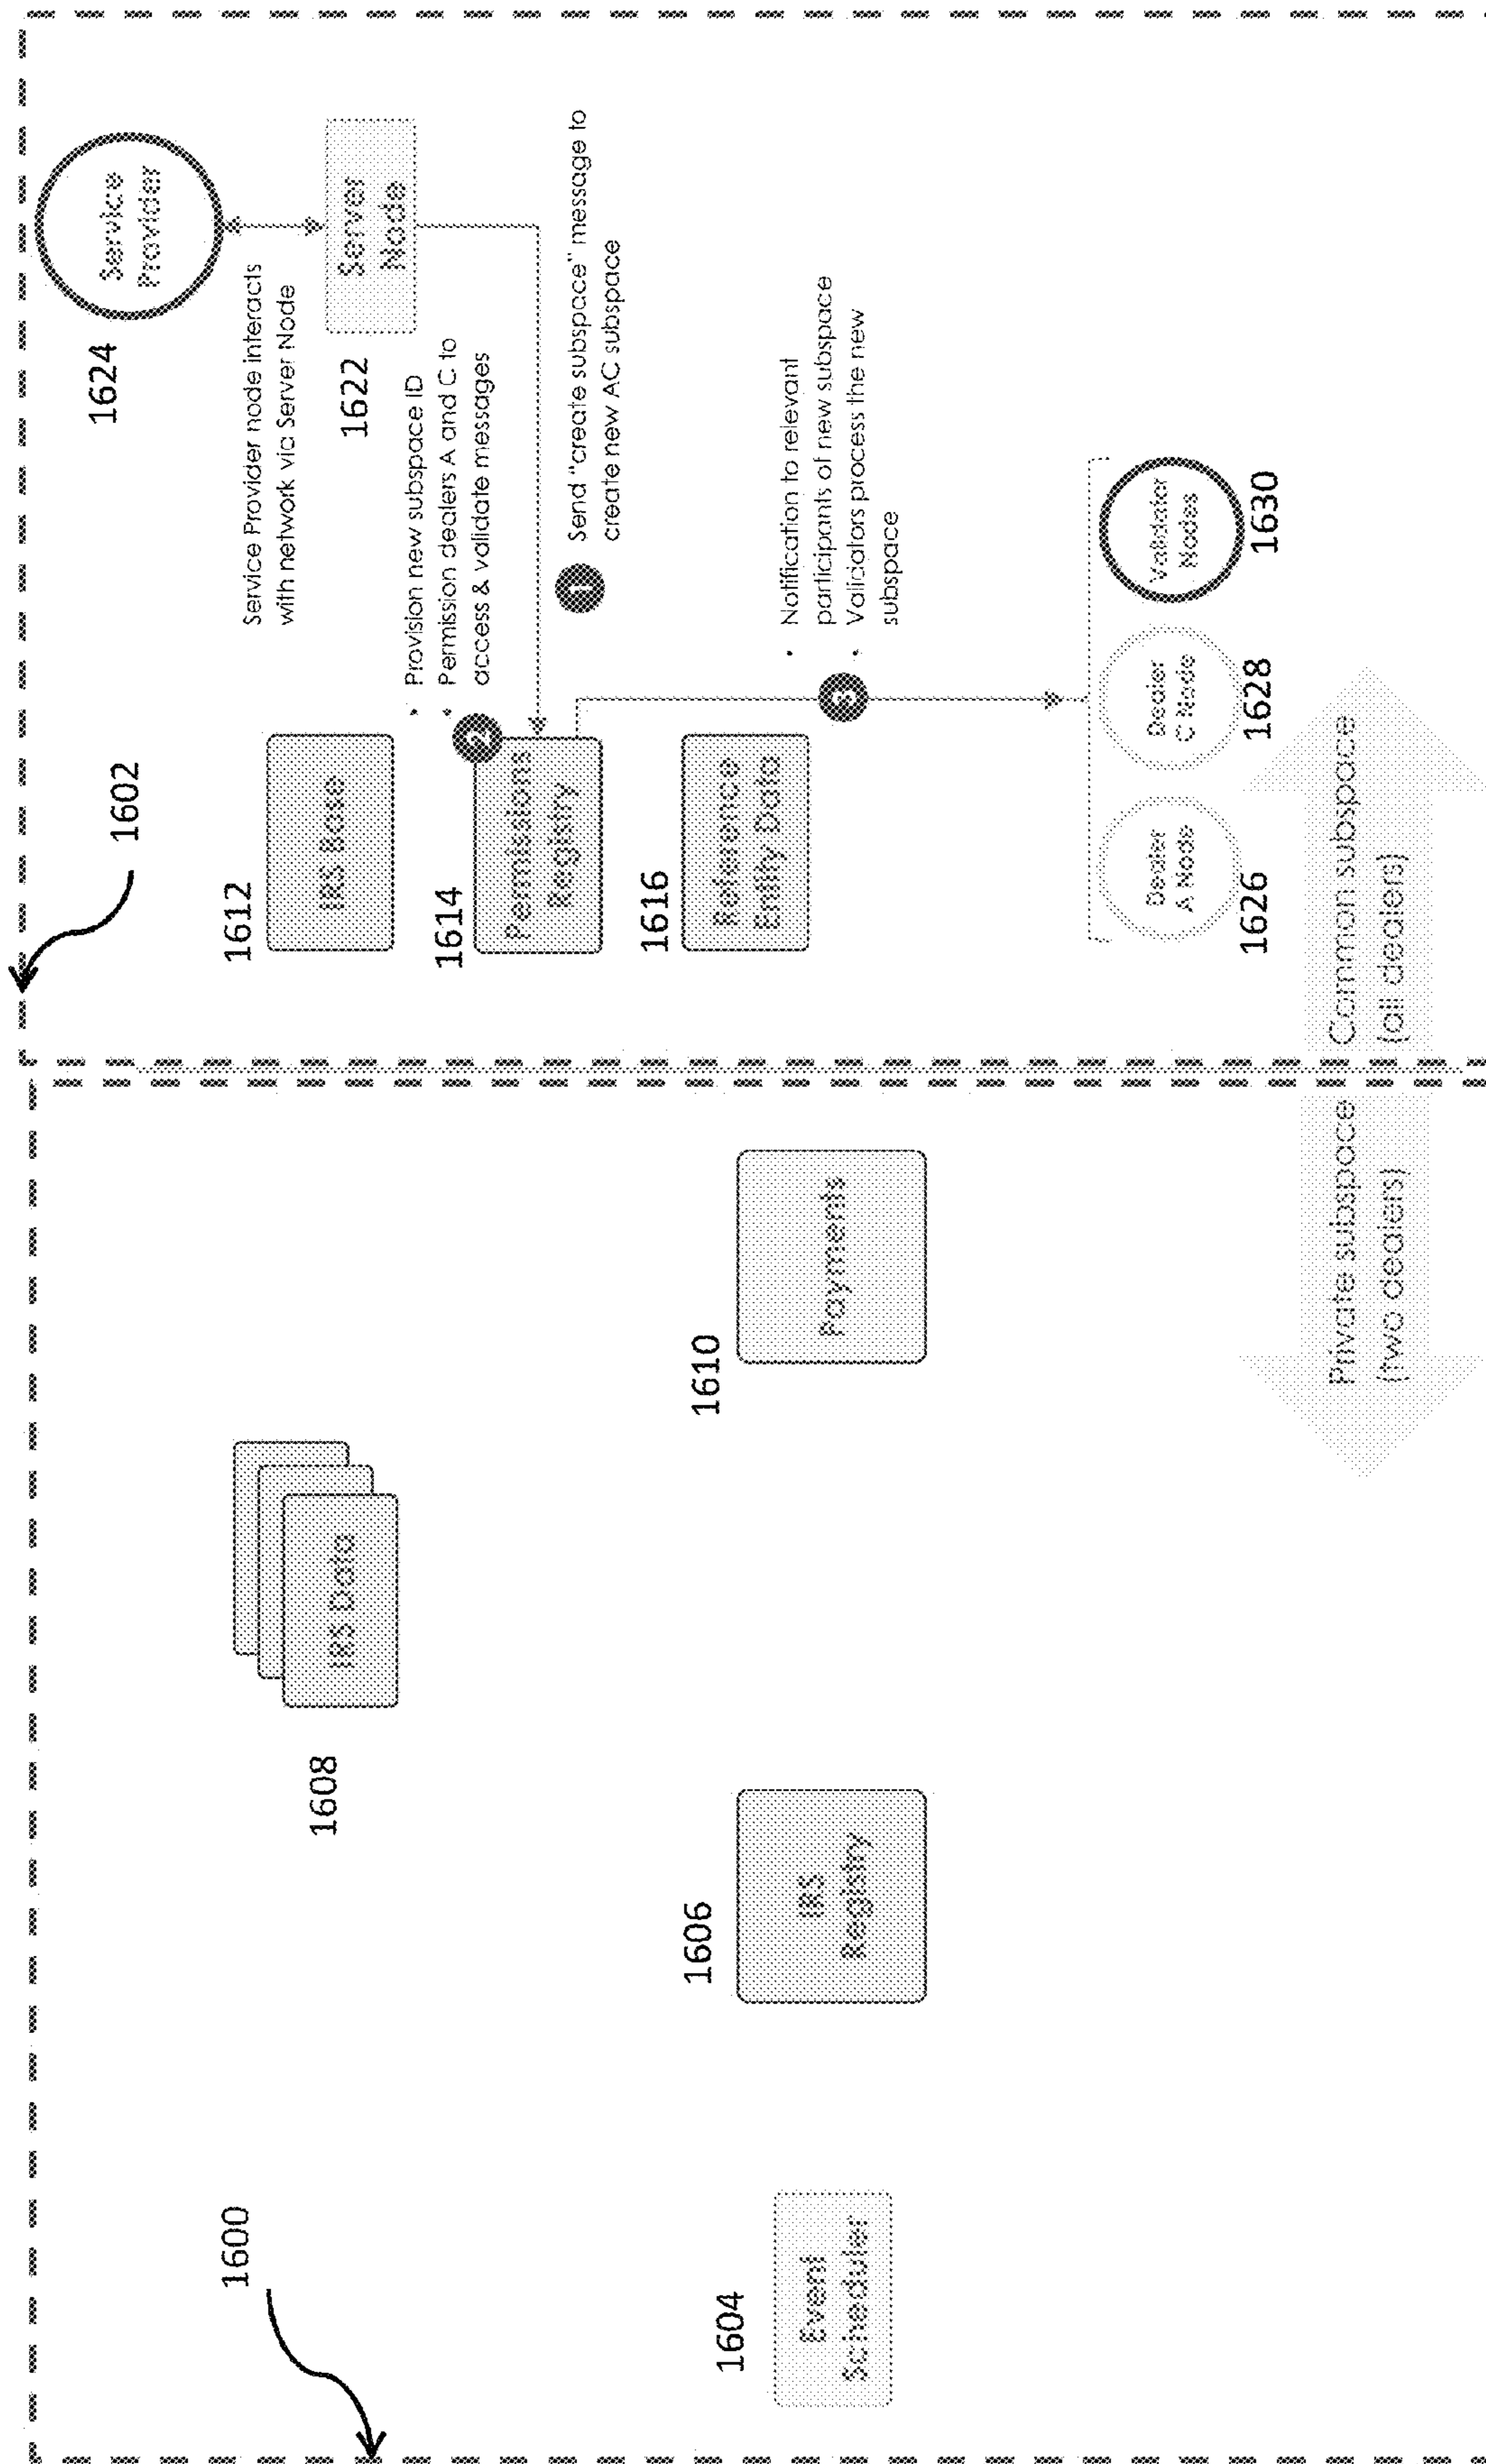 1600
1602
1604
Event
Scheduler
1606
IRS
Registry
1608
IRS Data
1610
Payments
1612
IRS Base
1614
Permissions
Registry
1616
Reference
Entity Data
1624
Service
Provider
Service Provider node interacts
with network via Server Node
1622
Server
Node
• Provision new subspace ID
• Permission dealers A and C to
access & validate messages
2
1
Send "create subspace" message to
create new AC subspace
3
• Notification to relevant
participants of new subspace
• Validators process the new
subspace
Dealer
A Node
1626
Dealer
C Node
1628
Validator
Nodes
1630
Private subspace
(two dealers)
Common subspace
(all dealers)